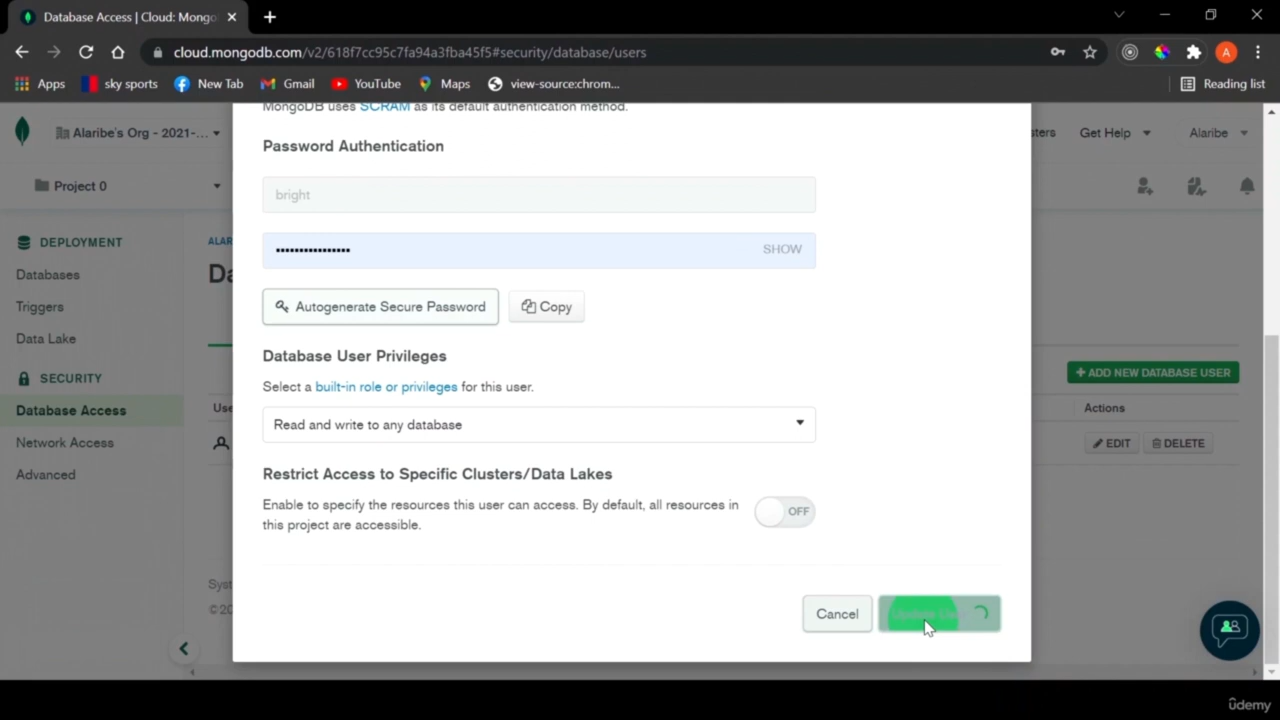 Database Access | Cloud: Mongo
cloud.mongodb.com/v2/618f7cc95c7fa94a3fba45f5#security/database/users
A
Apps
sky sports
New Tab
Gmail
YouTube
Maps
view-source:chrom...
Reading list
MongoDB uses SCRAM as its default authentication method.
Alaribe's Org - 2021-...
sters
Get Help
Alaribe
Password Authentication
Project 0
bright
DEPLOYMENT
ALAR
Databases
Da
SHOW
Triggers
Autogenerate Secure Password
Copy
Data Lake
Database User Privileges
SECURITY
Select a built-in role or privileges for this user.
+ ADD NEW DATABASE USER
Database Access
Use
Read and write to any database
Actions
Network Access
EDIT
DELETE
Advanced
Restrict Access to Specific Clusters/Data Lakes
Enable to specify the resources this user can access. By default, all resources in
this project are accessible.
OFF
Syst
© 20
Cancel
ûdemy